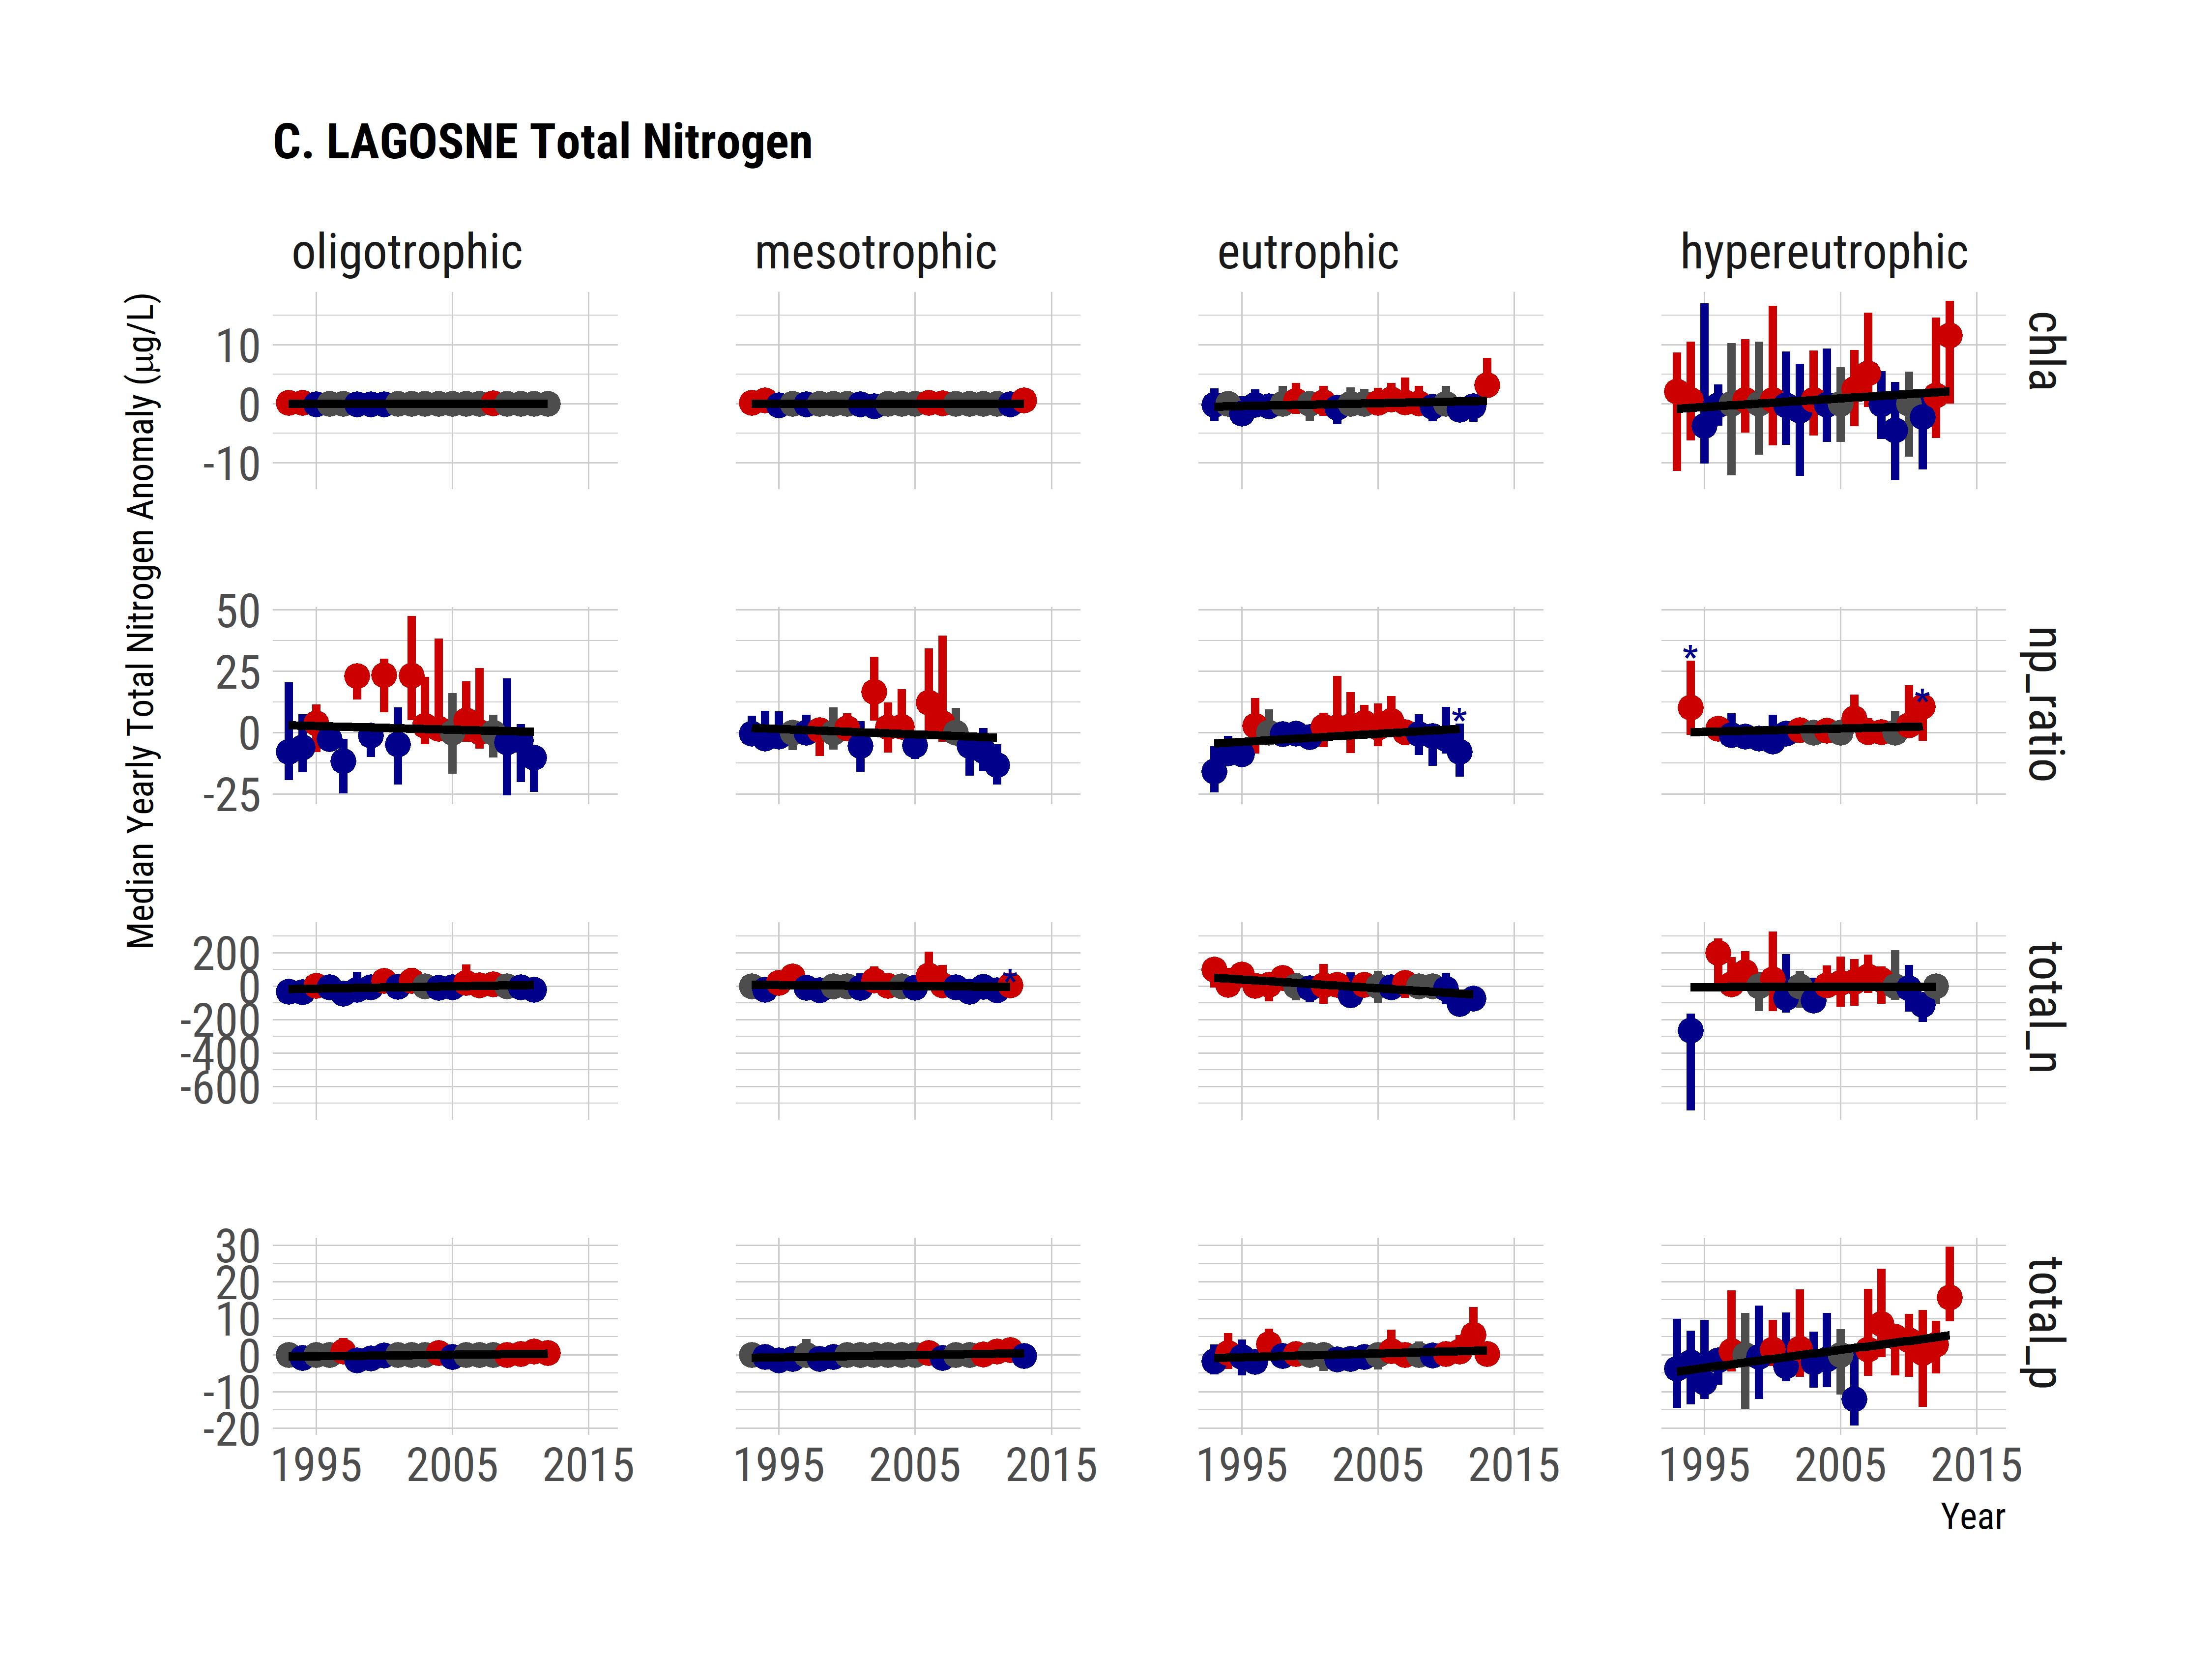 C. LAGOSNE Total Nitrogen
oligotrophic
mesotrophic
eutrophic
hypereutrophic
Median Yearly Total Nitrogen Anomaly (µg/L)
10
0
-10
chla
50
25
0
-25
np_ratio
*
*
*
200
0
-200
-400
-600
total_n
*
30
20
10
0
-10
-20
total_p
1995 2005 2015
1995 2005 2015
1995 2005 2015
1995 2005 2015
Year